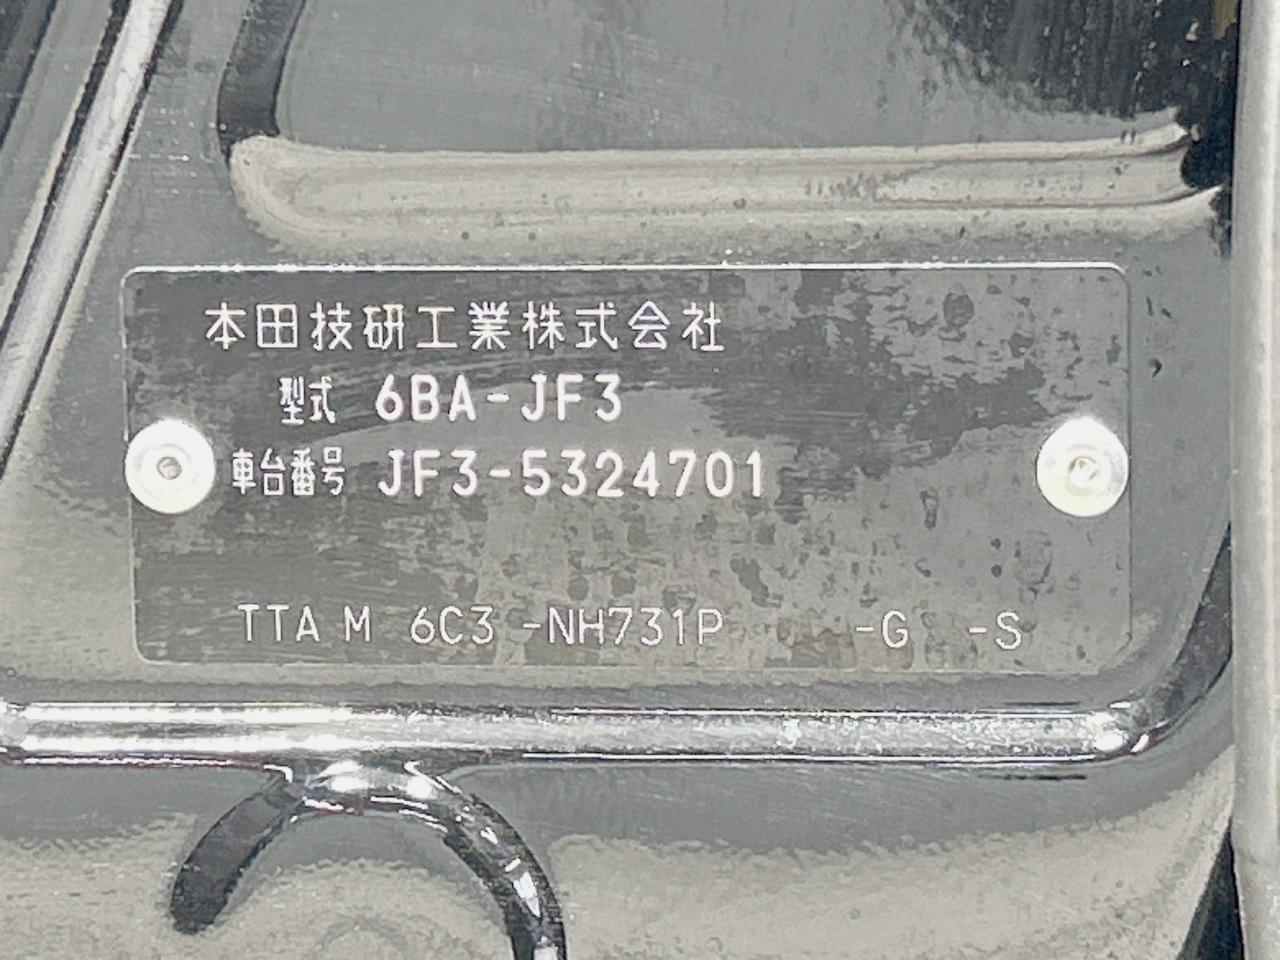 本田技研工業株式会社
型式 6BA-JF3
車台番号 JF3-5324701
TTA M 6C3 -NH731P -G -S